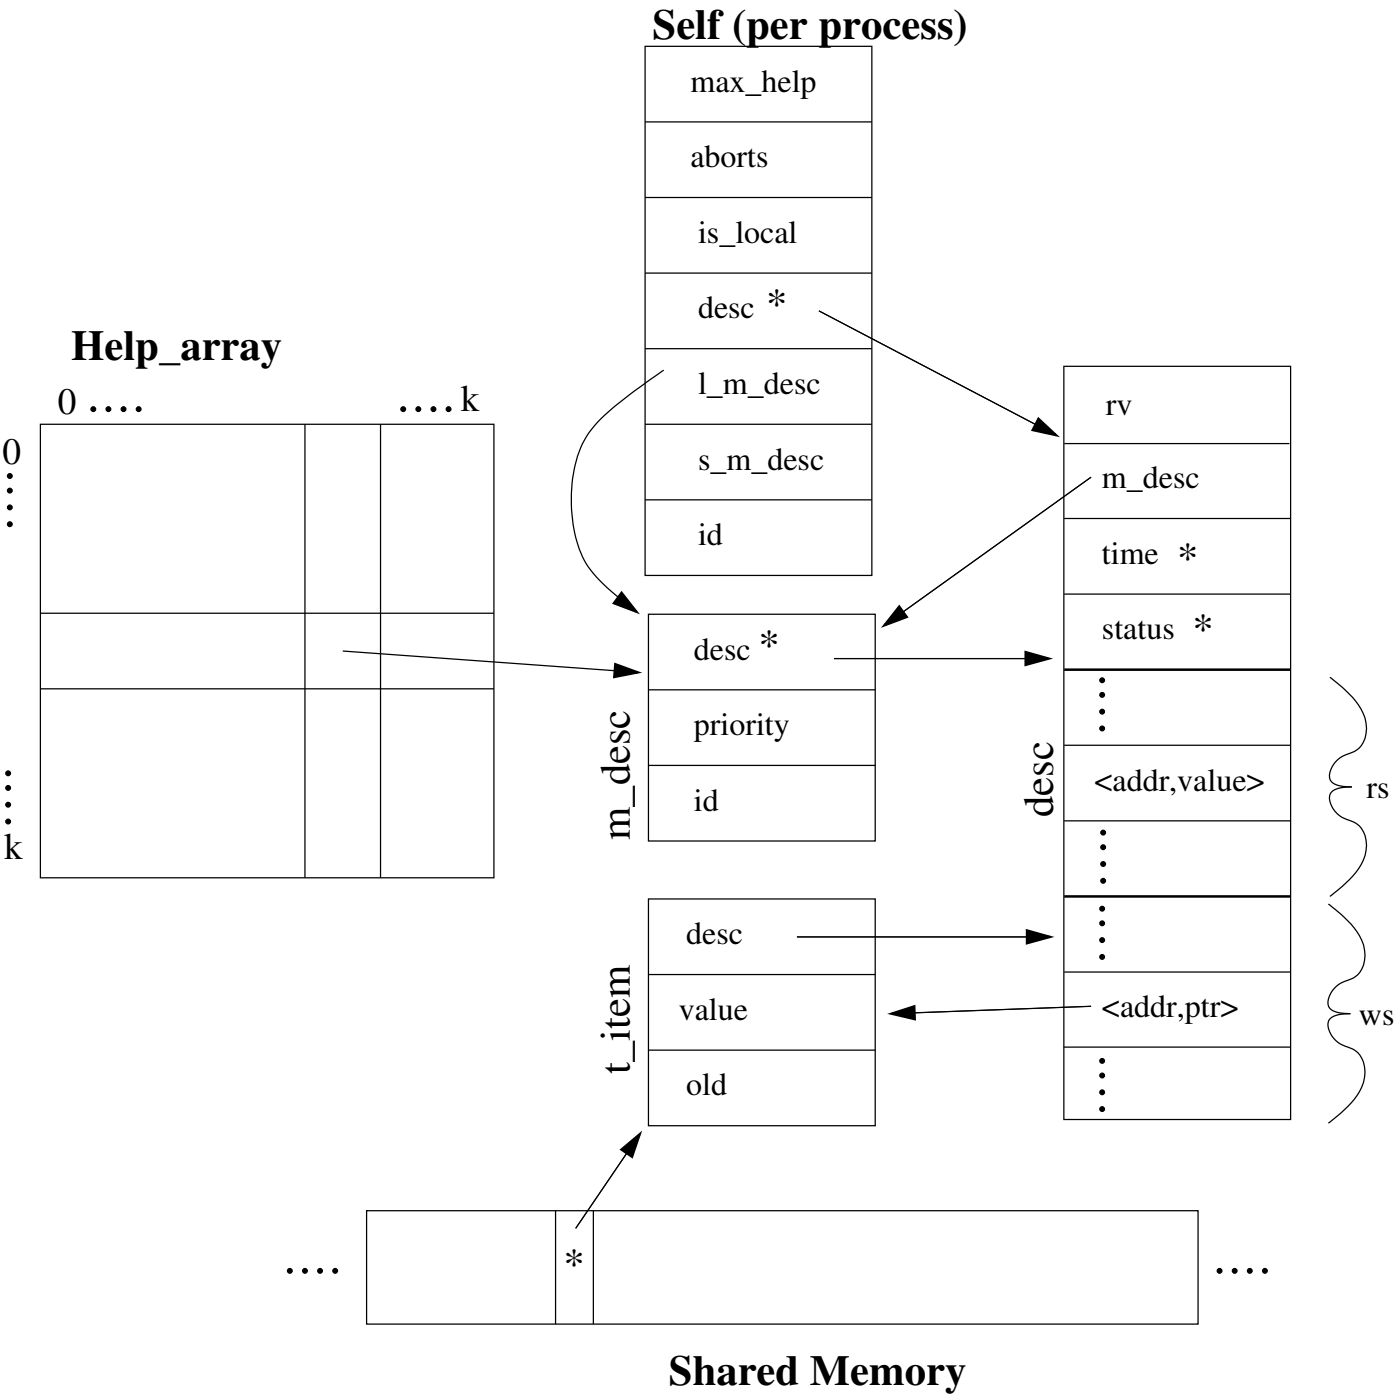 Self (per process)
max_help
aborts
is_local
desc *
l_m_desc
s_m_desc
id
Help_array
0 ....
.... k
0
....
....
k
m_desc
desc *
priority
id
t_item
desc
value
old
desc
rv
m_desc
time *
status *
....
<addr,value>
....
....
<addr,ptr>
....
rs
ws
....
*
....
Shared Memory